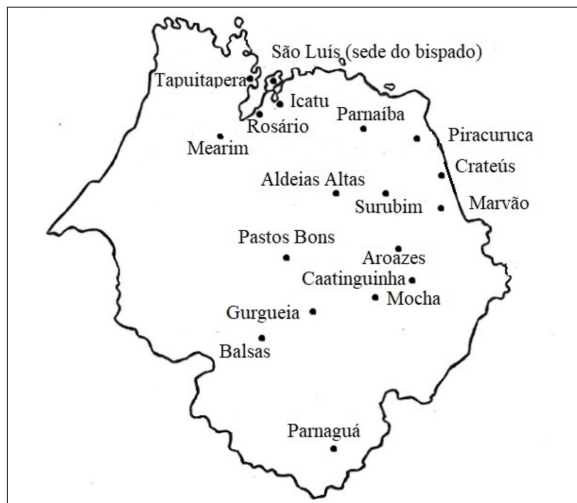 São Luís (sede do bispado)
Tapuitapera
Icatu
Rosário
Parnaíba
Mearim
Piracuruca
Crateús
Aldeias Altas
Surubim
Marvão
Pastos Bons
Aroazes
Caatinguinha
Mocha
Gurgueia
Balsas
Parnaguá